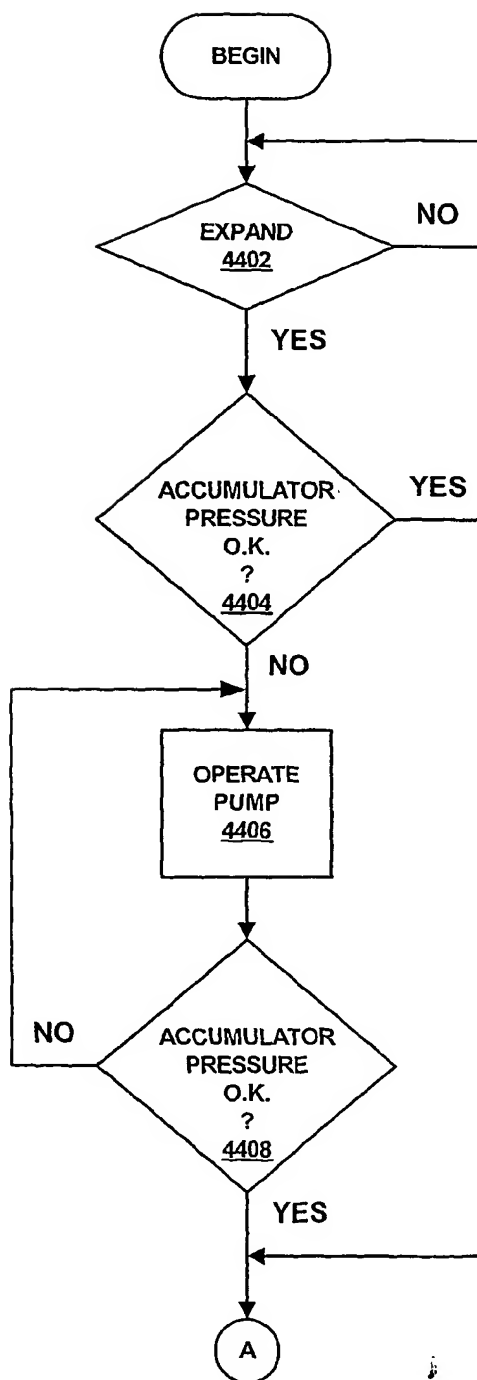 BEGIN
EXPAND
4402
NO
YES
ACCUMULATOR
PRESSURE
O.K.
?
4404
YES
NO
OPERATE
PUMP
4406
NO
ACCUMULATOR
PRESSURE
O.K.
?
4408
YES
A